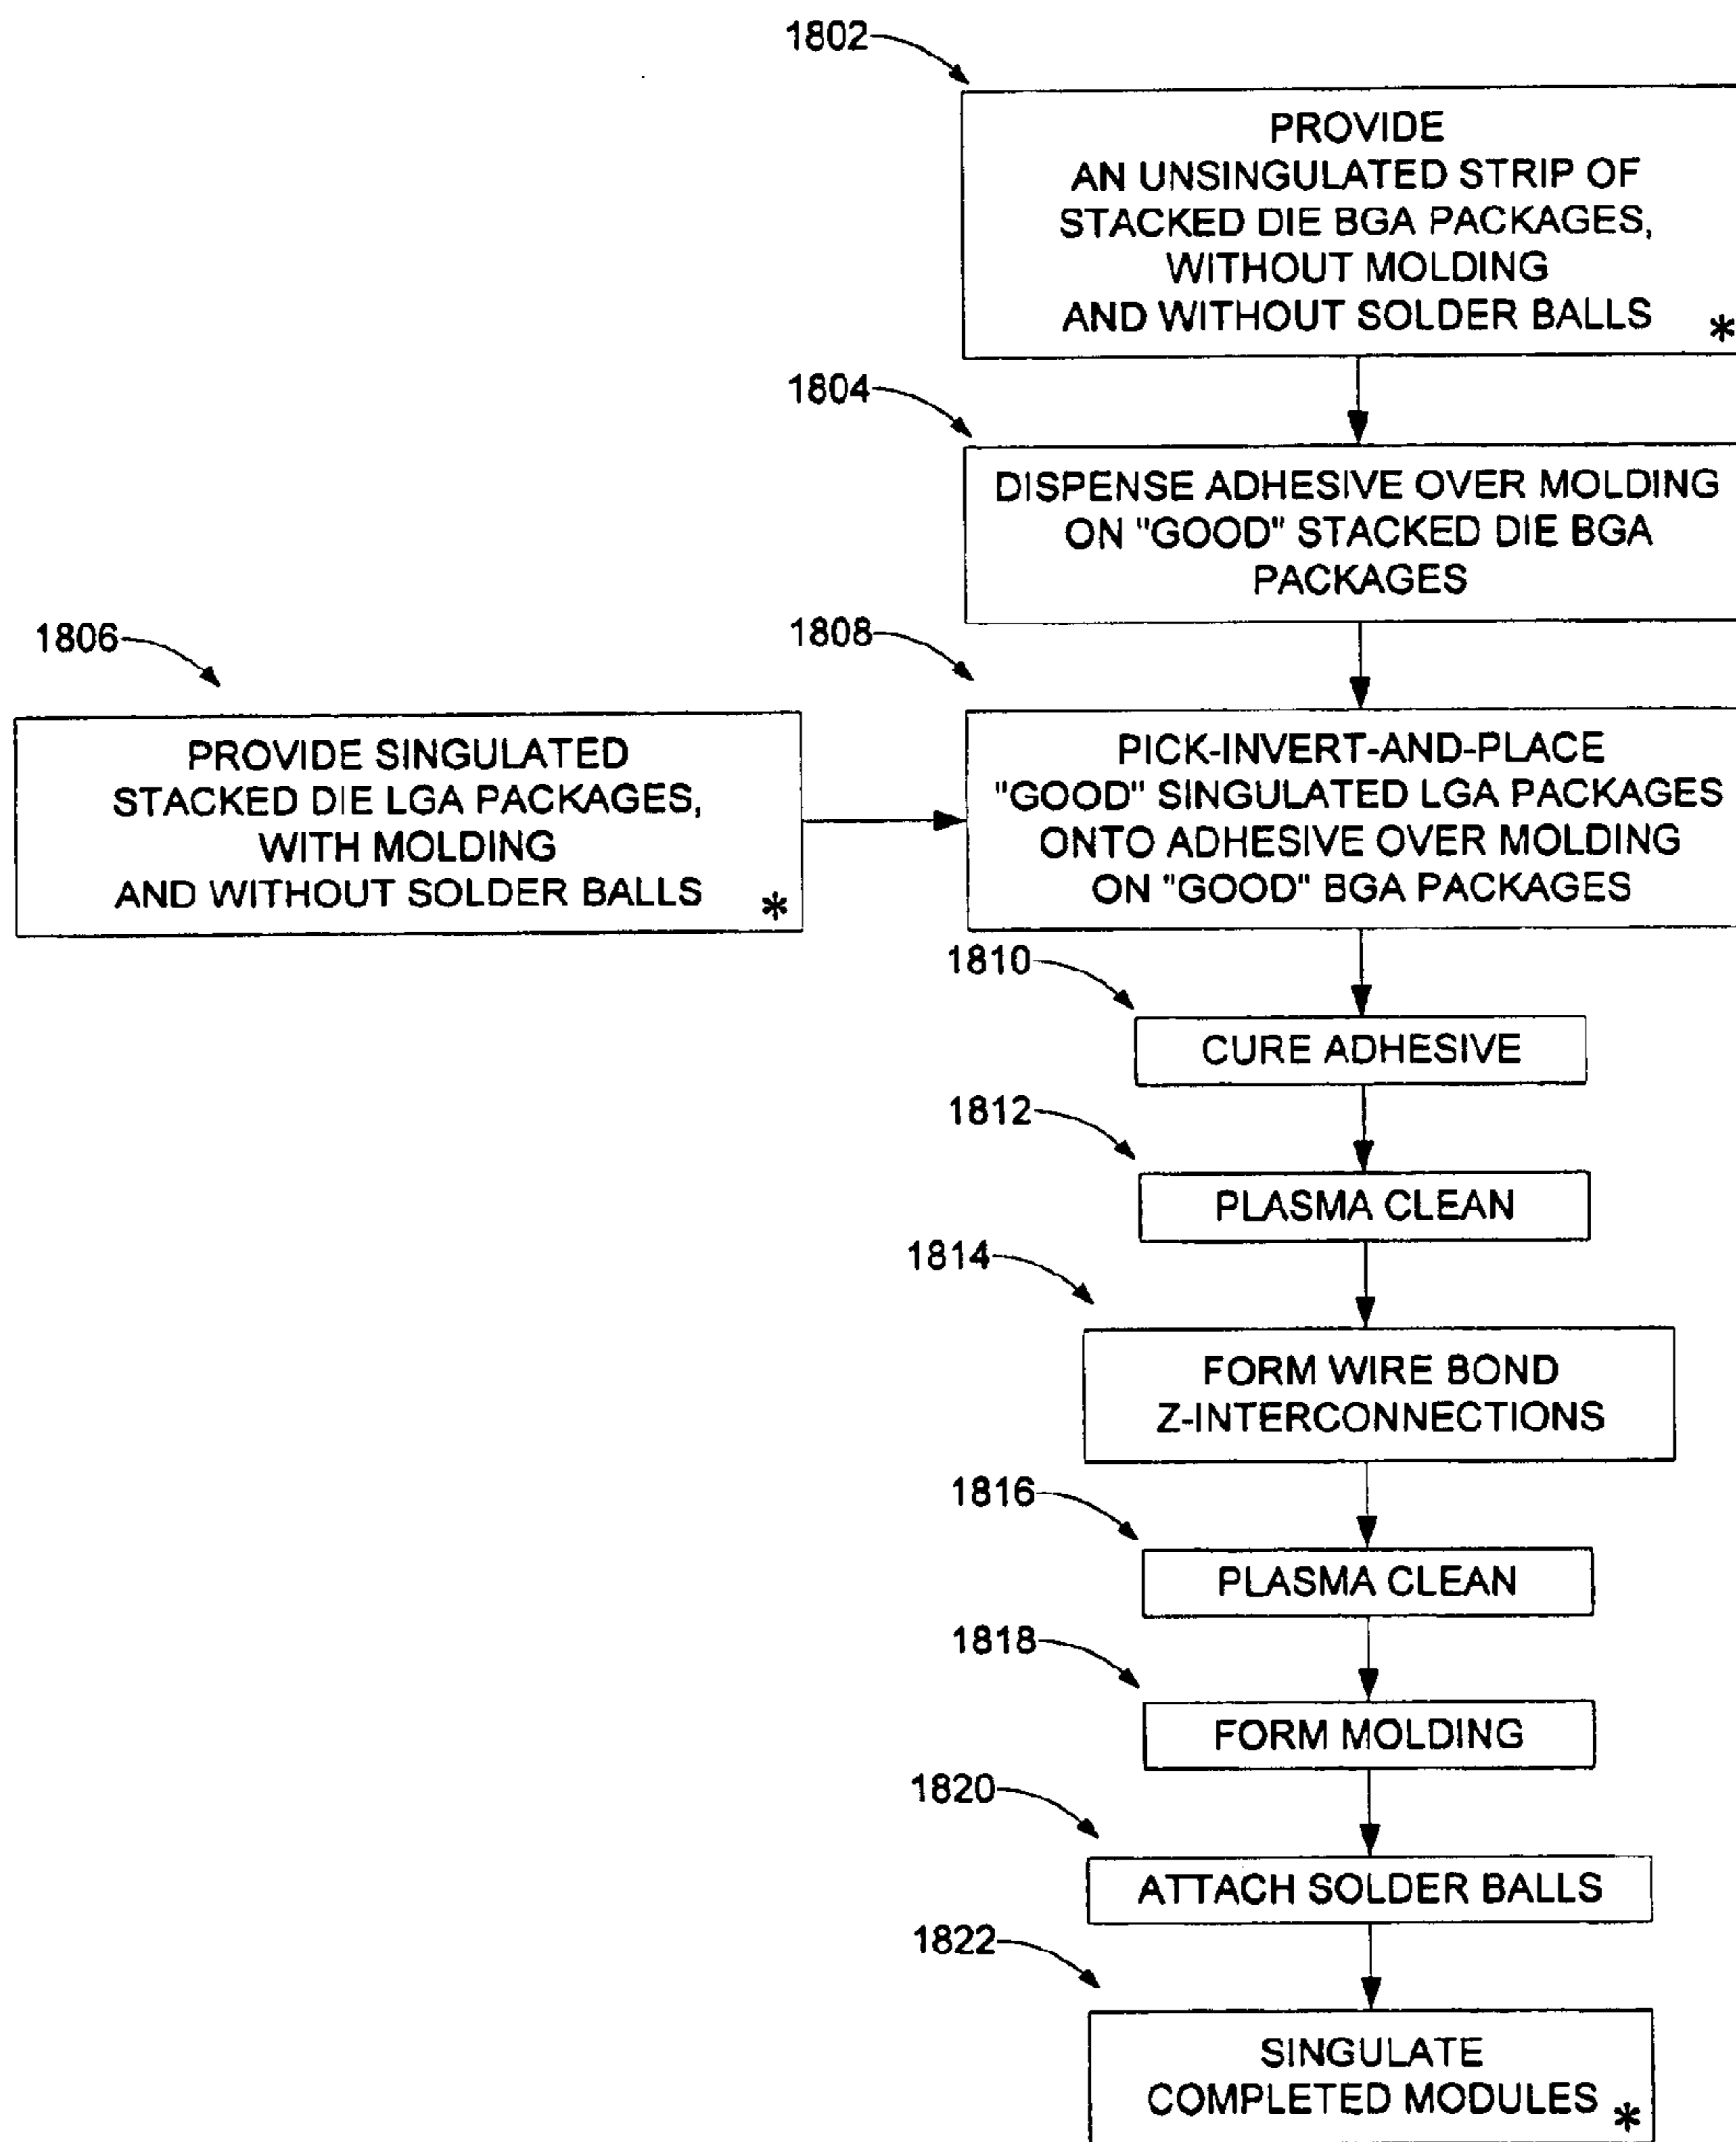 1802
PROVIDE
AN UNSINGULATED STRIP OF
STACKED DIE BGA PACKAGES,
WITHOUT MOLDING
AND WITHOUT SOLDER BALLS *
1804
DISPENSE ADHESIVE OVER MOLDING
ON "GOOD" STACKED DIE BGA
PACKAGES
1806
PROVIDE SINGULATED
STACKED DIE LGA PACKAGES,
WITH MOLDING
AND WITHOUT SOLDER BALLS *
1808
PICK-INVERT-AND-PLACE
"GOOD" SINGULATED LGA PACKAGES
ONTO ADHESIVE OVER MOLDING
ON "GOOD" BGA PACKAGES
1810
CURE ADHESIVE
1812
PLASMA CLEAN
1814
FORM WIRE BOND
Z-INTERCONNECTIONS
1816
PLASMA CLEAN
1818
FORM MOLDING
1820
ATTACH SOLDER BALLS
1822
SINGULATE
COMPLETED MODULES *